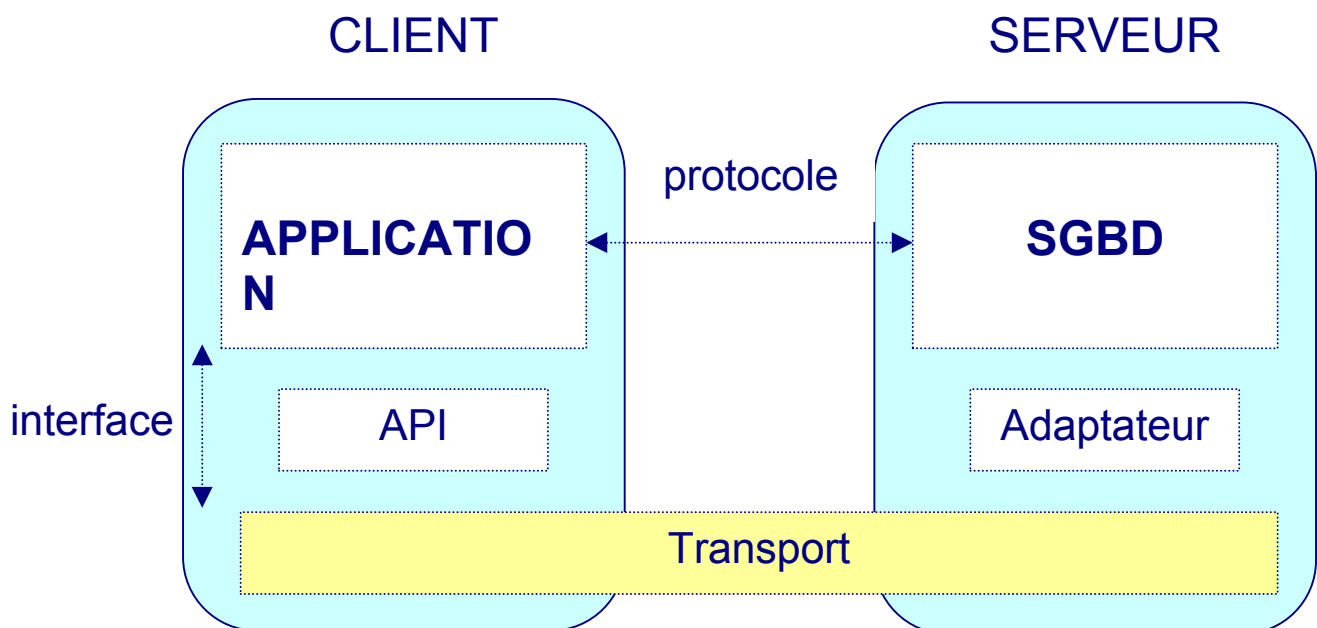 CLIENT
SERVEUR
protocole
APPLICATIO
N
SGBD
interface
API
Adaptateur
Transport